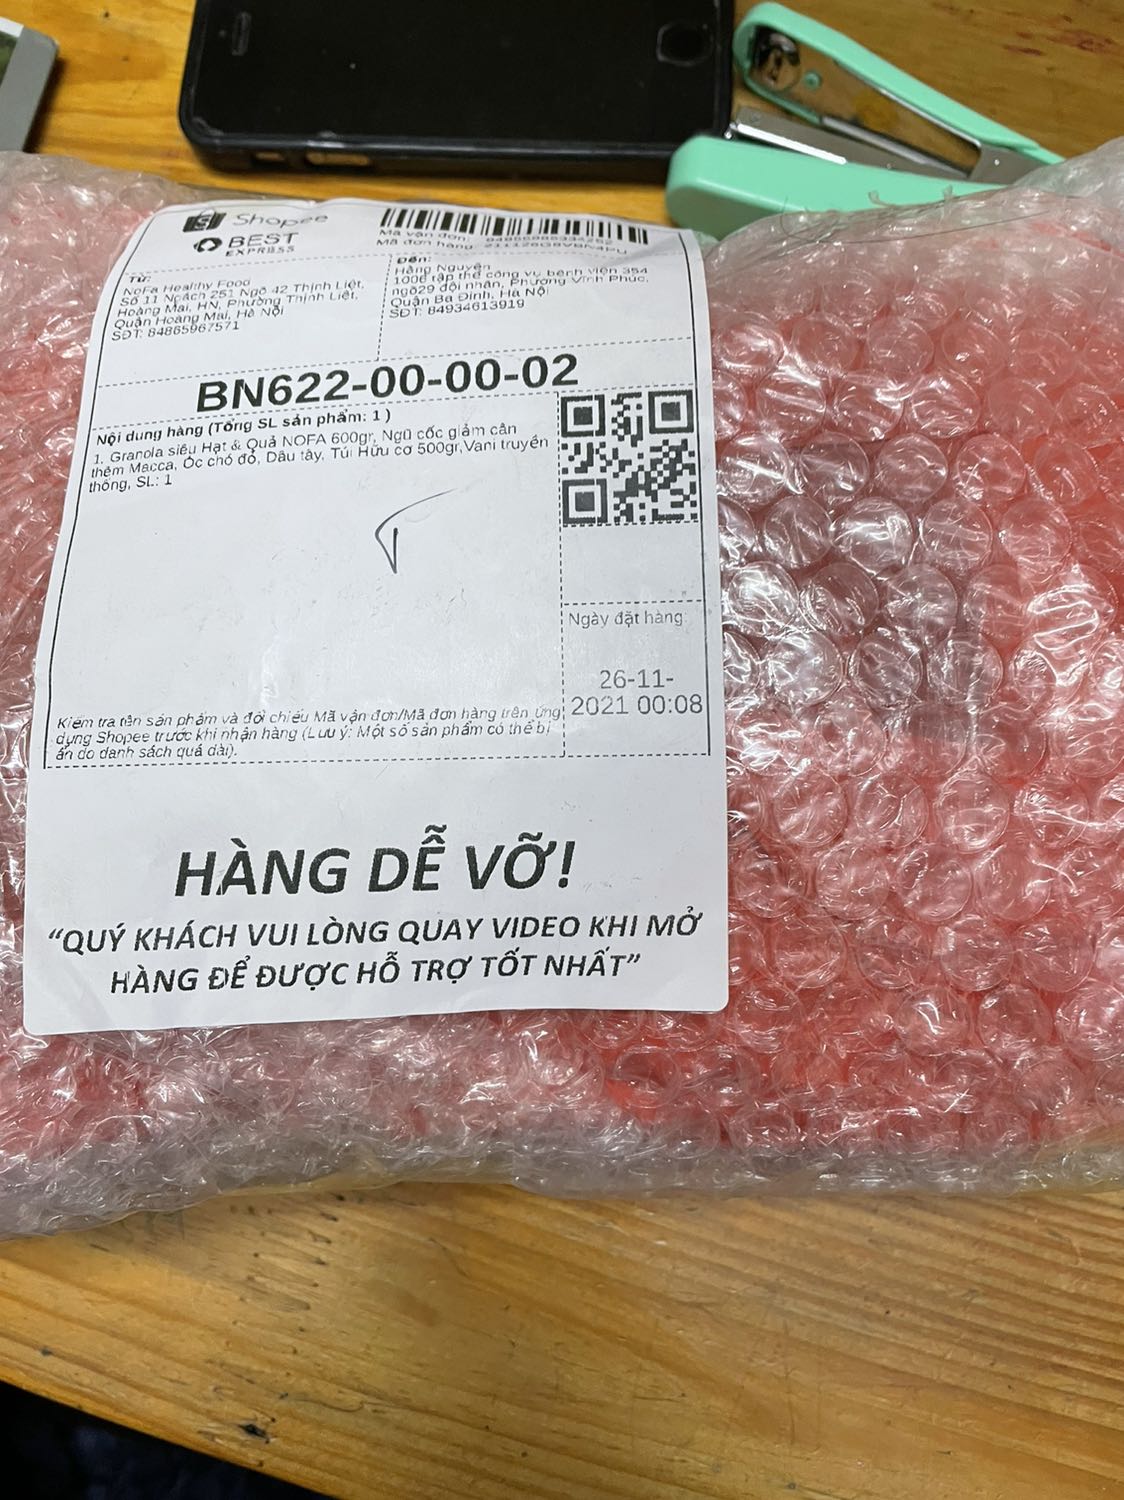 Shopee
BEST
EXPRESS
Mã vận đơn:
Mã đơn hàng:
Từ:
NoFa Healthy Food
Số 11 Ngách 251 Ngõ 42 Thịnh Liệt,
Hoàng Mai, HN, Phường Thịnh Liệt,
Quận Hoàng Mai, Hà Nội
SĐT: 84865967571
Đến:
Hằng Nguyễn
1006 tập thể công vụ bệnh viện 354
ngõ29 đội nhân, Phường Vĩnh Phúc,
Quận Ba Đình, Hà Nội
SĐT: 84934613919
BN622-00-00-02
Nội dung hàng (Tổng SL sản phẩm: 1 )
1. Granola siêu Hạt & Quả NOFA 600gr, Ngũ cốc giảm cân
thêm Macca, Óc chó đỏ, Dâu tây, Túi Hữu cơ 500gr,Vani truyền
thống, SL: 1
Ngày đặt hàng:
26-11-
2021 00:08
Kiểm tra tên sản phẩm và đối chiếu Mã vận đơn/Mã đơn hàng trên ứng
dụng Shopee trước khi nhận hàng (Lưu ý: Một số sản phẩm có thể bị
ẩn do danh sách quá dài).
HÀNG DỄ VỠ!
“QUÝ KHÁCH VUI LÒNG QUAY VIDEO KHI MỞ
HÀNG ĐỂ ĐƯỢC HỖ TRỢ TỐT NHẤT”